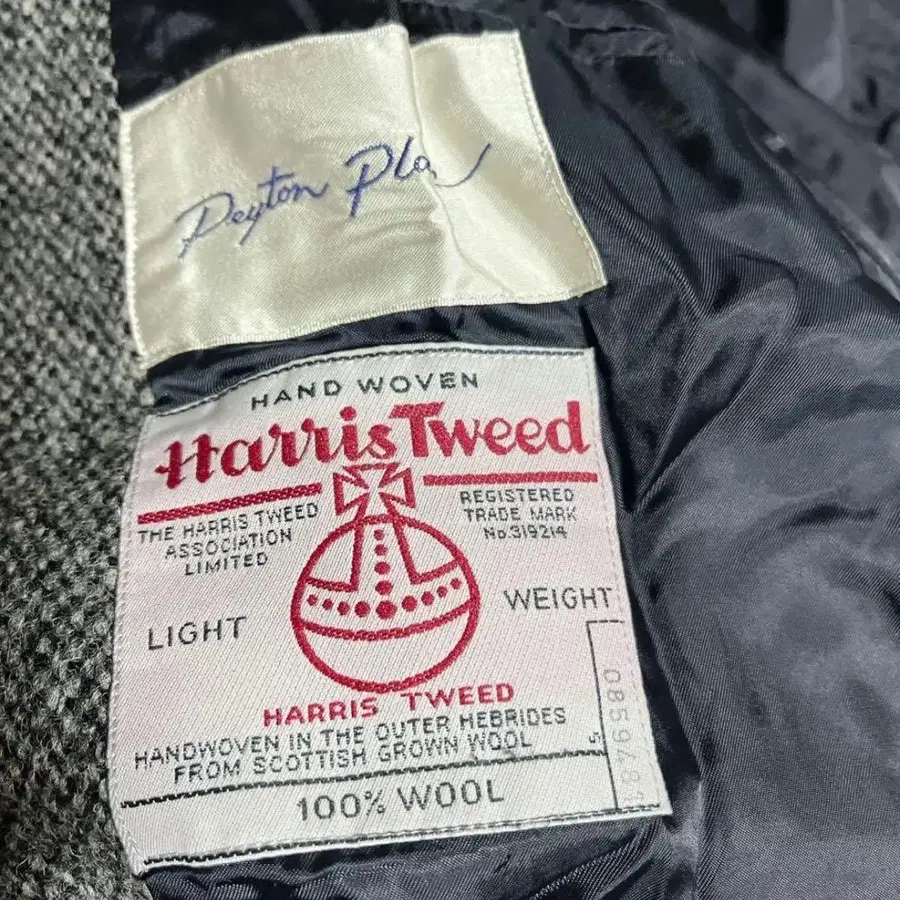 Peyton
HAND WOVEN
Harris Tweed
THE HARRIS TWEED
ASSOCIATION
LIMITED
REGISTERED
TRADE MARK
No.319214
LIGHT WEIGHT
HARRIS TWEED
HANDWOVEN IN THE OUTER HEBRIDES
FROM SCOTTISH GROWN WOOL
100% WOOL